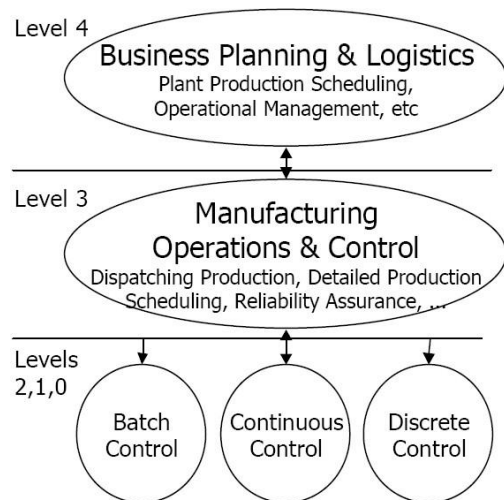 Level 4
Business Planning & Logistics
Plant Production Scheduling,
Operational Management, etc
Level 3
Manufacturing
Operations & Control
Dispatching Production, Detailed Production
Scheduling, Reliability Assurance, ...
Levels
2,1,0
Batch
Control
Continuous
Control
Discrete
Control